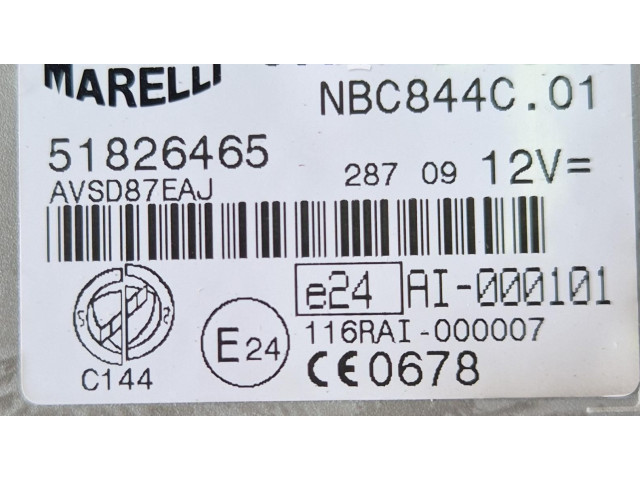 MARELLI
NBC844C.01
51826465
AVSD87EAJ 287 09 12V=
e24 AI-000101
116RAI-000007
E24
C144
CE0678